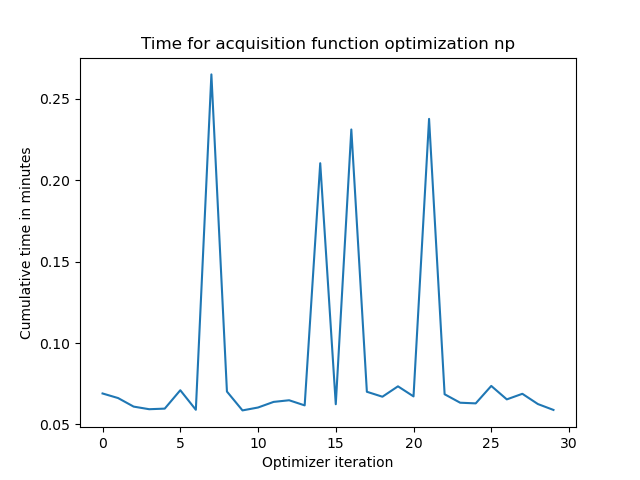 Time for acquisition function optimization np
Cumulative time in minutes
0.25
0.20
0.15
0.10
0.05
0 5 10 15 20 25 30
Optimizer iteration